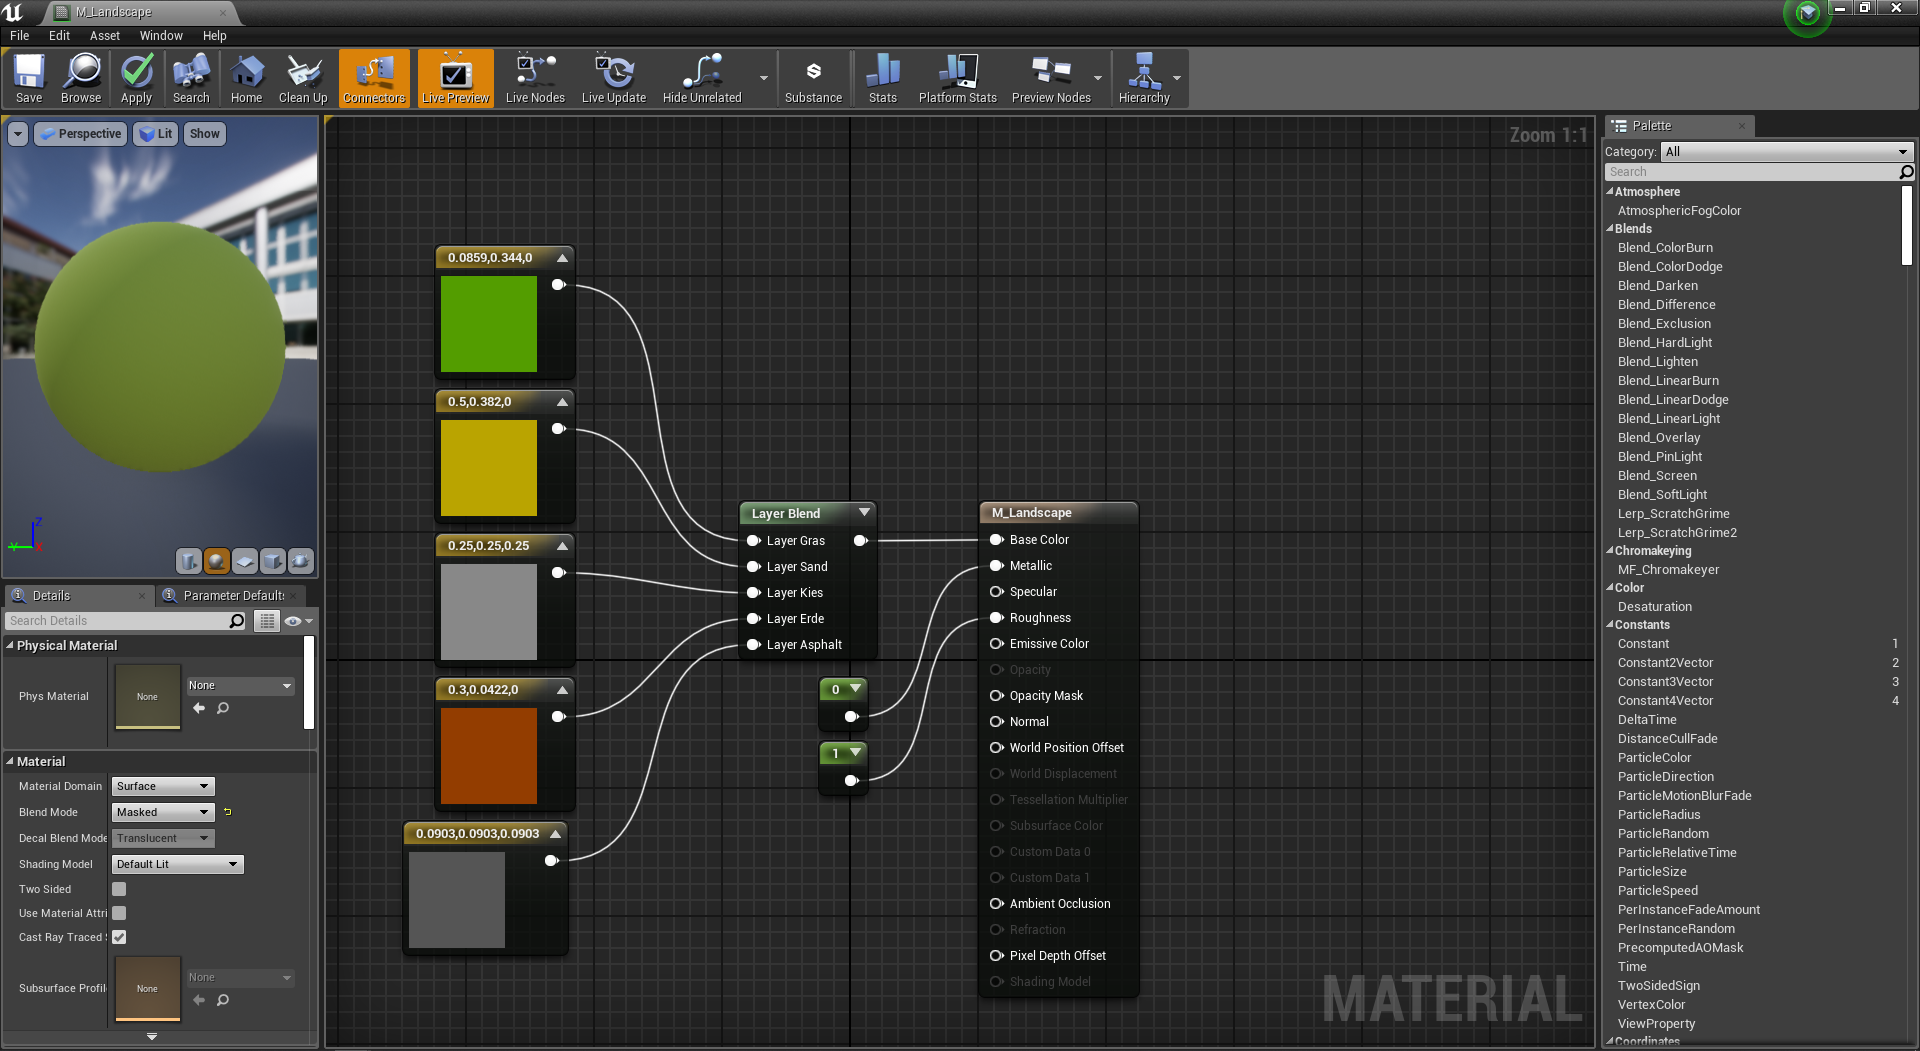 M_Landscape
File Edit Asset Window Help
Save Browse Apply Search Home Clean Up Connectors Live Preview Live Nodes Live Update Hide Unrelated Substance Stats Platform Stats Preview Nodes Hierarchy
Perspective Lit Show
Z
Y X
Details Parameter Defaults
Search Details
Physical Material
Phys Material None None
Material
Material Domain Surface
Blend Mode Masked
Decal Blend Mode Translucent
Shading Model Default Lit
Two Sided
Use Material Attri
Cast Ray Traced
Subsurface Profil None None
Zoom 1:1
0.0859,0.344,0
0.5,0.382,0
0.25,0.25,0.25
0.3,0.0422,0
0.0903,0.0903,0.0903
Layer Blend
Layer Gras
Layer Sand
Layer Kies
Layer Erde
Layer Asphalt
0
1
M_Landscape
Base Color
Metallic
Specular
Roughness
Emissive Color
Opacity
Opacity Mask
Normal
World Position Offset
World Displacement
Tessellation Multiplier
Subsurface Color
Custom Data 0
Custom Data 1
Ambient Occlusion
Refraction
Pixel Depth Offset
Shading Model
MATERIAL
Palette
Category: All
Search
Atmosphere
AtmosphericFogColor
Blends
Blend_ColorBurn
Blend_ColorDodge
Blend_Darken
Blend_Difference
Blend_Exclusion
Blend_HardLight
Blend_Lighten
Blend_LinearBurn
Blend_LinearDodge
Blend_LinearLight
Blend_Overlay
Blend_PinLight
Blend_Screen
Blend_SoftLight
Lerp_ScratchGrime
Lerp_ScratchGrime2
Chromakeying
MF_Chromakeyer
Color
Desaturation
Constants
Constant 1
Constant2Vector 2
Constant3Vector 3
Constant4Vector 4
DeltaTime
DistanceCullFade
ParticleColor
ParticleDirection
ParticleMotionBlurFade
ParticleRadius
ParticleRandom
ParticleRelativeTime
ParticleSize
ParticleSpeed
PerInstanceFadeAmount
PerInstanceRandom
PrecomputedAOMask
Time
TwoSidedSign
VertexColor
ViewProperty
Coordinates